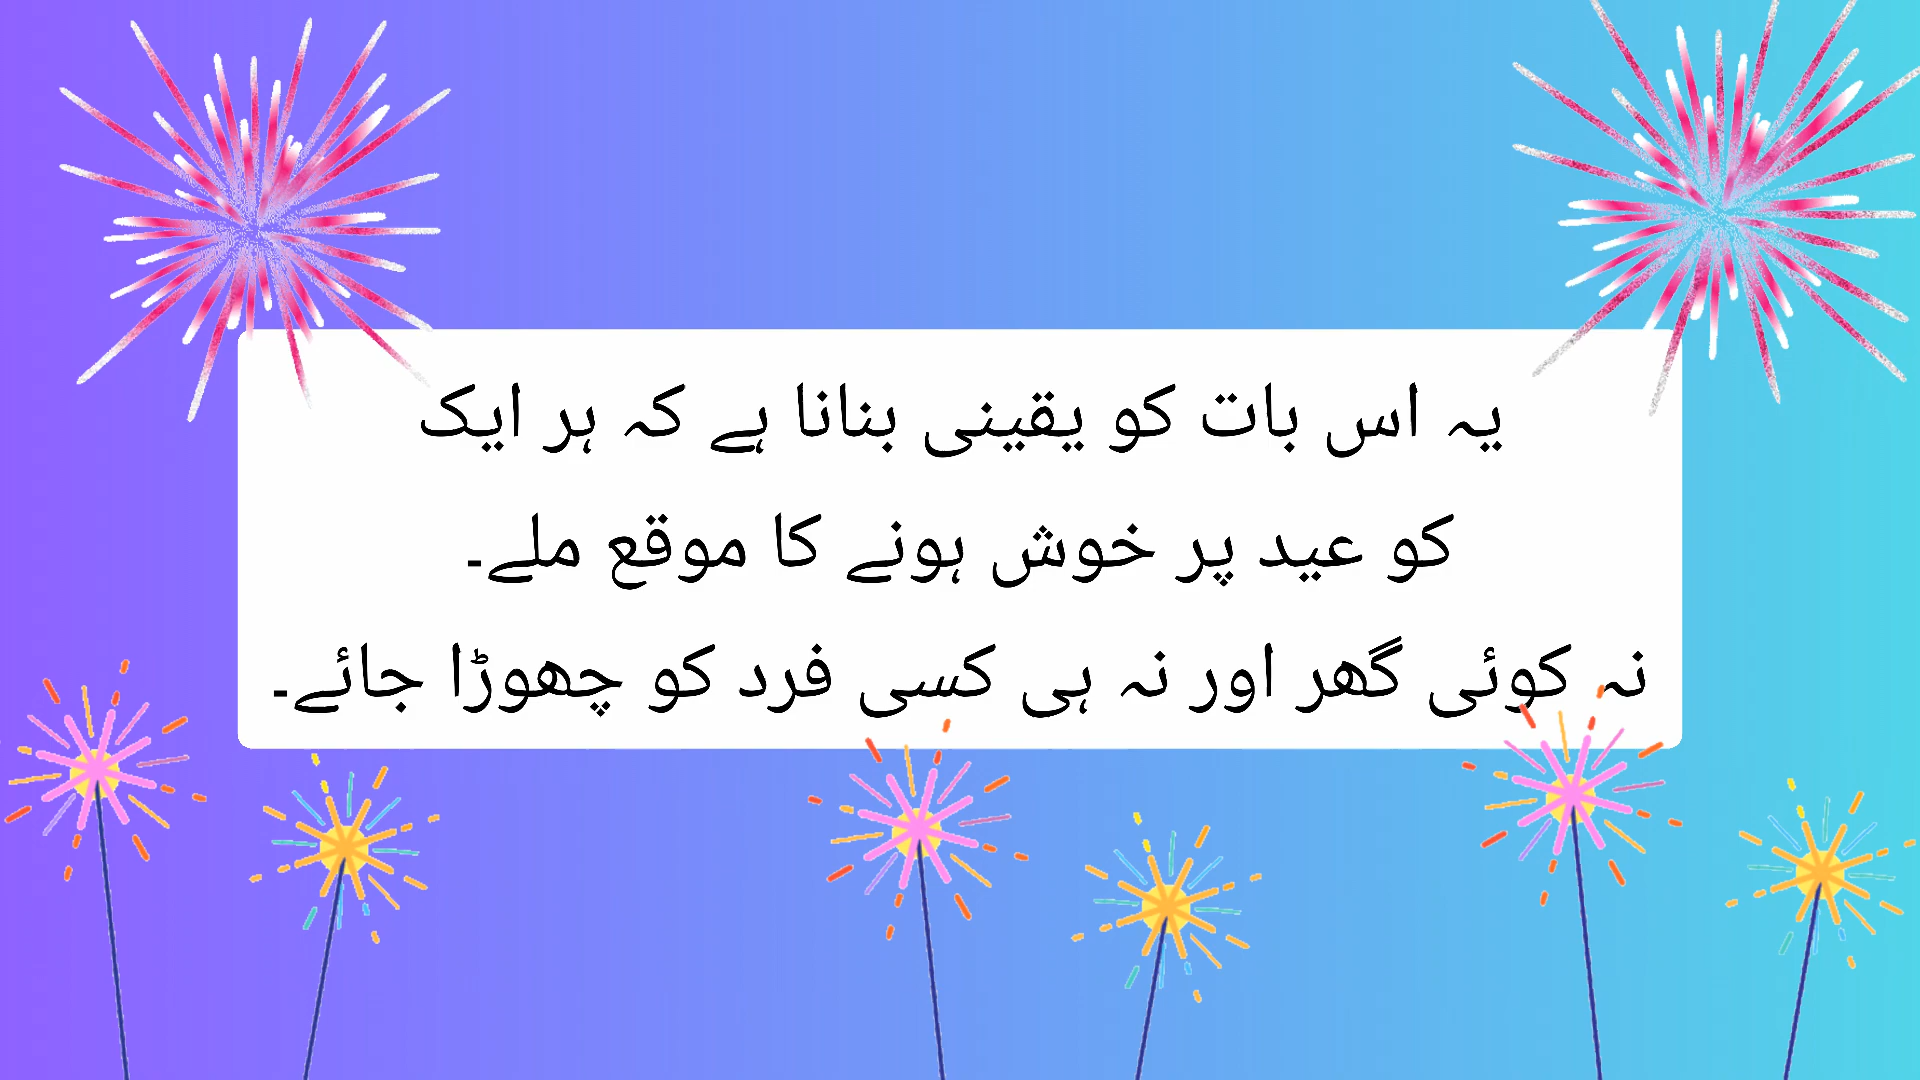 یہ اس بات کو یقینی بنانا ہے کہ ہر ایک
کو عید پر خوش ہونے کا موقع ملے۔
نہ کوئی گھر اور نہ ہی کسی فرد کو چھوڑا جائے۔